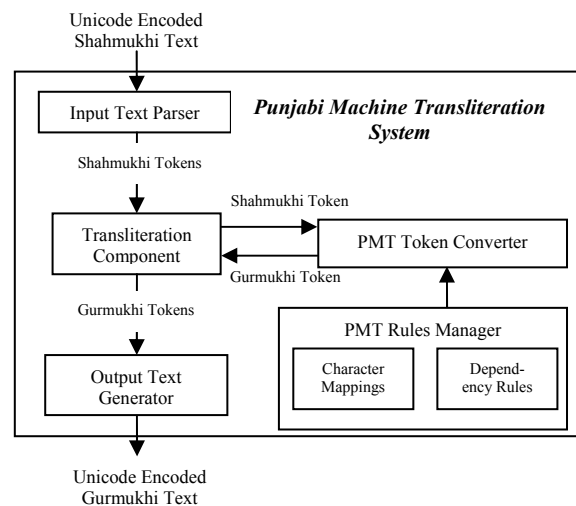 Unicode Encoded
Shahmukhi Text
Input Text Parser
Punjabi Machine Transliteration
System
Shahmukhi Tokens
Shahmukhi Token
Transliteration
Component
PMT Token Converter
Gurmukhi Token
Gurmukhi Tokens
PMT Rules Manager
Character
Mappings
Depend-
ency Rules
Output Text
Generator
Unicode Encoded
Gurmukhi Text